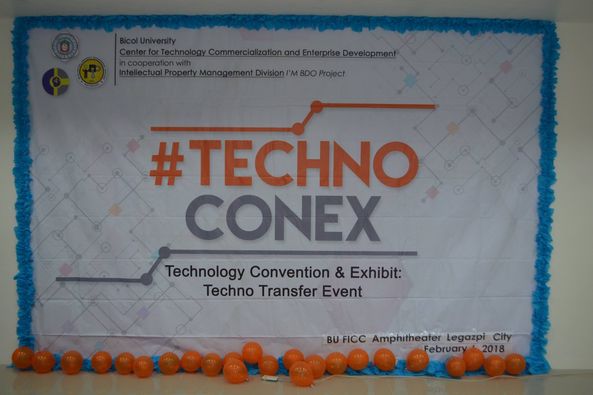 Bicol University
Center for Technology Commercialization and Enterprise Development
in cooperation with
Intellectual Property Management Division I'M BDO Project
#TECHNO
CONEX
Technology Convention & Exhibit:
Techno Transfer Event
BU FICC Amphitheater Legazpi City
February 2018